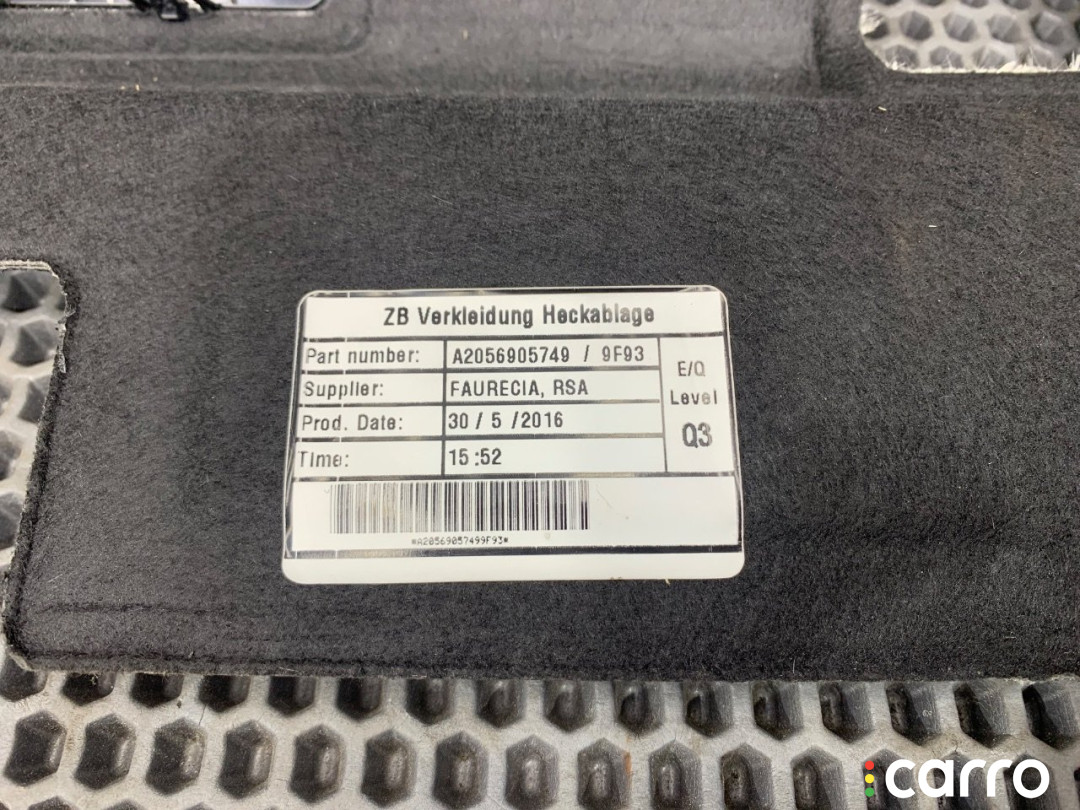 ZB Verkleidung Heckablage
Part number: A2056905749 / 9F93
Supplier: FAURECIA, RSA
Prod. Date: 30 / 5 /2016
Time: 15:52
E/Q
Level
Q3
*A20569057499F93*
carro